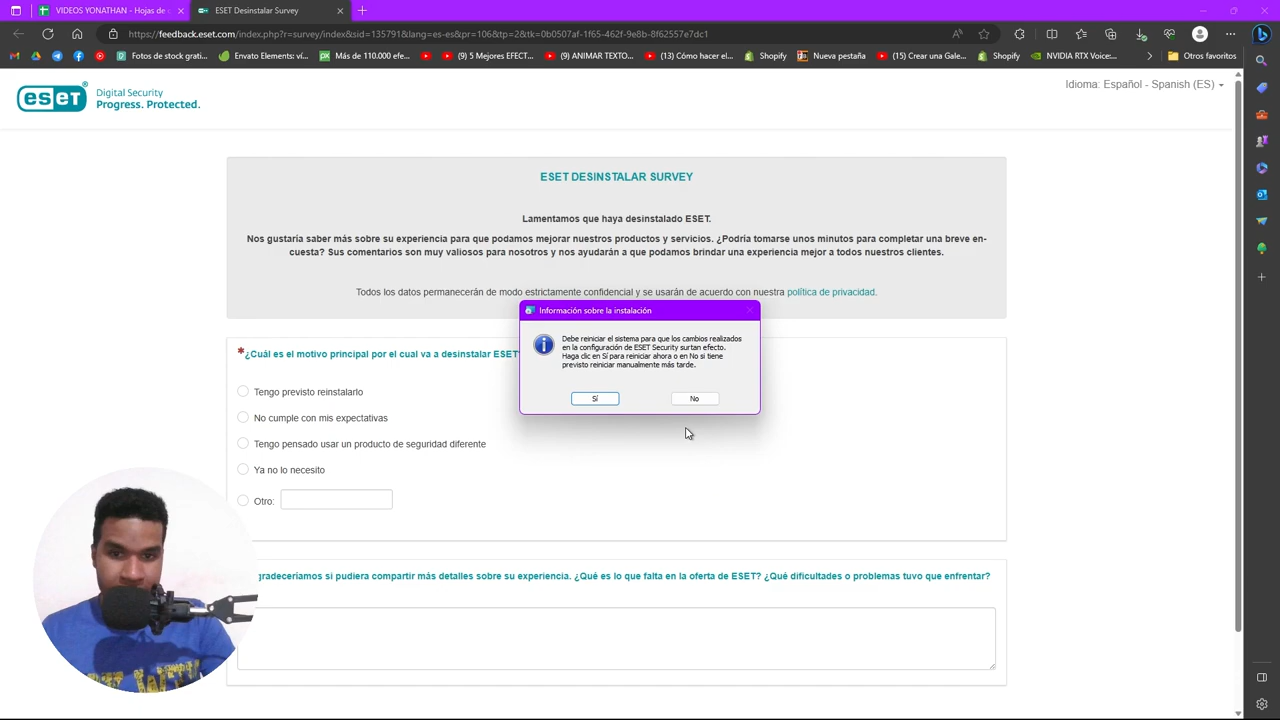 VIDEOS YONATHAN - Hojas de c
ESET Desinstalar Survey
https://feedback.eset.com/index.php?r=survey/index&sid=135791&lang=es-es&pr=106&tp=2&tk=0b0507af-1f65-462f-9e8b-8f62557e7dc1
Fotos de stock grati...
Envato Elements: ví...
Más de 110.000 efe...
(9) 5 Mejores EFECT...
(9) ANIMAR TEXTO...
(13) Cómo hacer el...
Shopify
Nueva pestaña
(15) Crear una Gale...
Shopify
NVIDIA RTX Voice:...
Otros favoritos
eset
Digital Security
Progress. Protected.
Idioma: Español - Spanish (ES)
ESET DESINSTALAR SURVEY
Lamentamos que haya desinstalado ESET.
Nos gustaría saber más sobre su experiencia para que podamos mejorar nuestros productos y servicios. ¿Podría tomarse unos minutos para completar una breve en-
cuesta? Sus comentarios son muy valiosos para nosotros y nos ayudarán a que podamos brindar una experiencia mejor a todos nuestros clientes.
Todos los datos permanecerán de modo estrictamente confidencial y se usarán de acuerdo con nuestra política de privacidad.
Información sobre la instalación
Debe reiniciar el sistema para que los cambios realizados
en la configuración de ESET Security surtan efecto.
Haga clic en Sí para reiniciar ahora o en No si tiene
previsto reiniciar manualmente más tarde.
Sí
No
*¿Cuál es el motivo principal por el cual va a desinstalar ESET?
Tengo previsto reinstalarlo
No cumple con mis expectativas
Tengo pensado usar un producto de seguridad diferente
Ya no lo necesito
Otro:
gradeceríamos si pudiera compartir más detalles sobre su experiencia. ¿Qué es lo que falta en la oferta de ESET? ¿Qué dificultades o problemas tuvo que enfrentar?